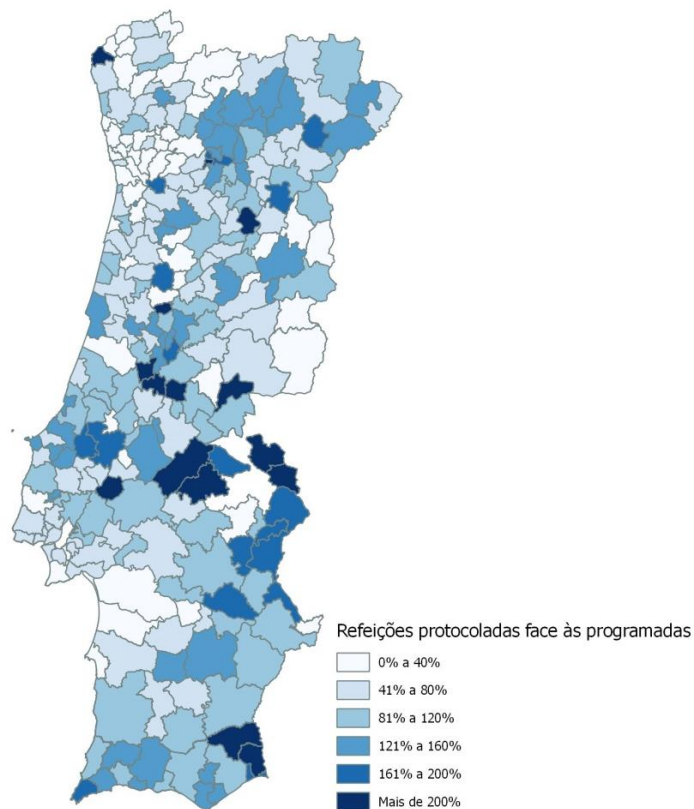 Refeições protocoladas face às programadas
0% a 40%
41% a 80%
81% a 120%
121% a 160%
161% a 200%
Mais de 200%